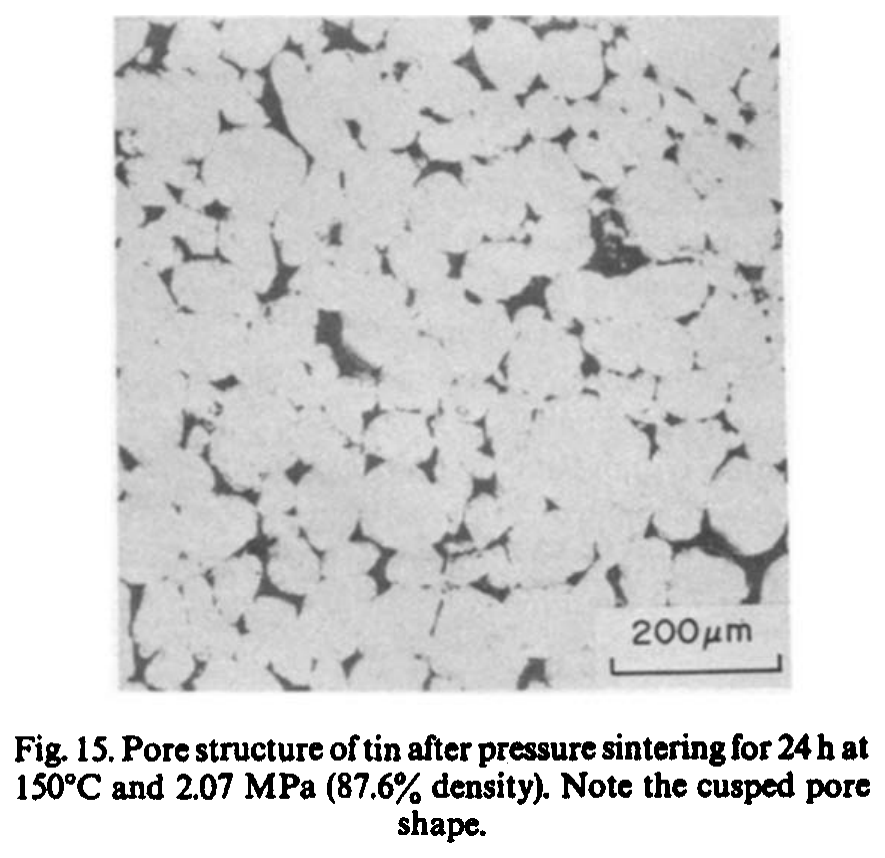 200μm
Fig. 15. Pore structure of tin after pressure sintering for 24 h at
150°C and 2.07 MPa (87.6% density). Note the cusped pore
shape.